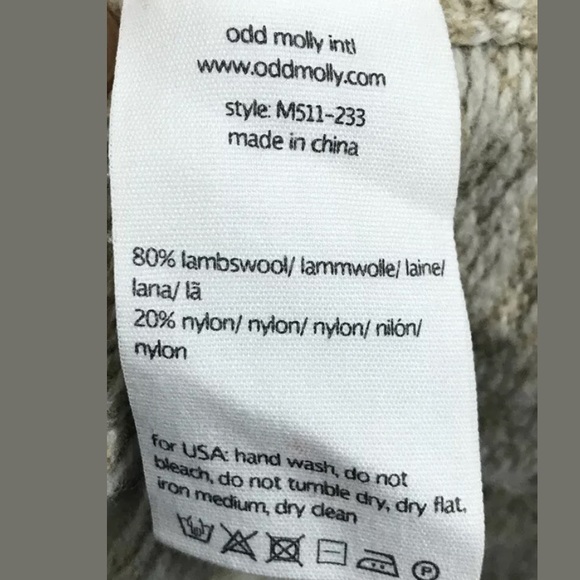 odd molly intl
www.oddmolly.com
style: M511-233
made in china
80% lambswool/ lammwolle/ laine/
lana/ lã
20% nylon/ nylon/ nylon/ nilón/
nylon
for USA: hand wash, do not
bleach, do not tumble dry, dry flat,
iron medium, dry clean
P